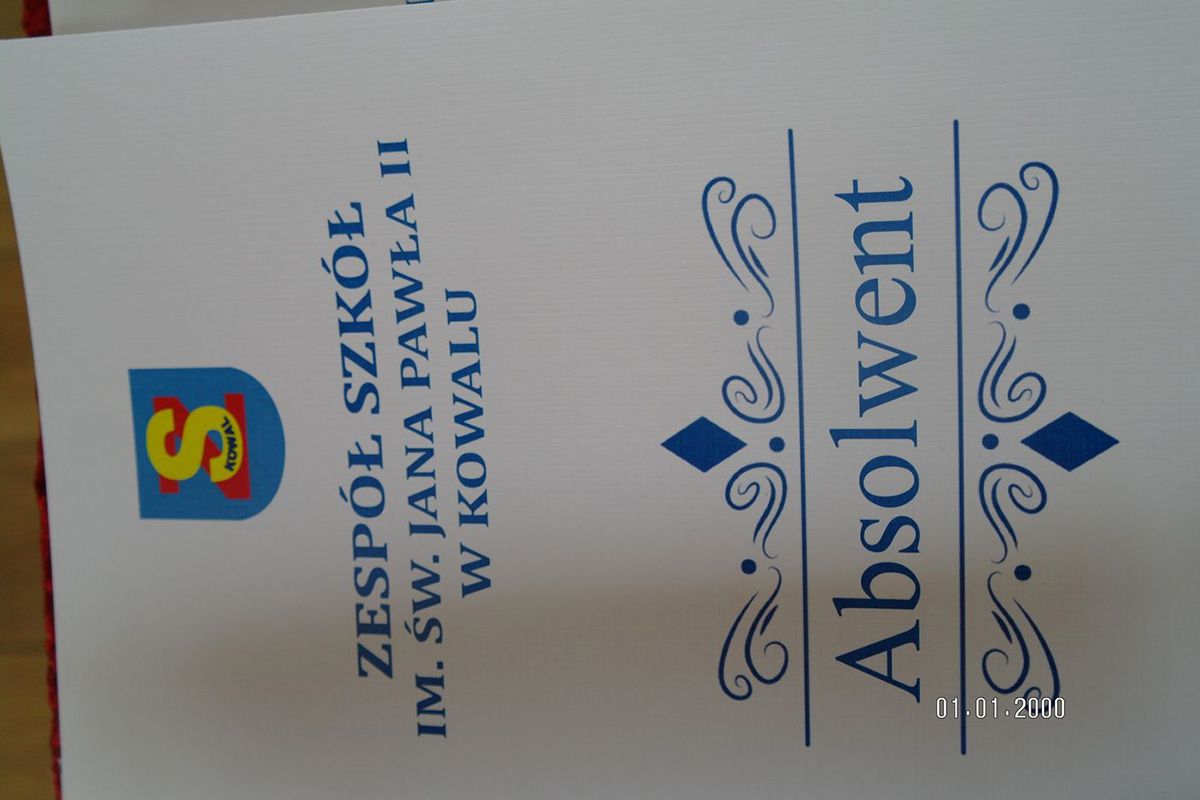 S
KOWAL
ZESPÓŁ SZKÓŁ
IM. ŚW. JANA PAWŁA II
W KOWALU
Absolwent
01.01.2000